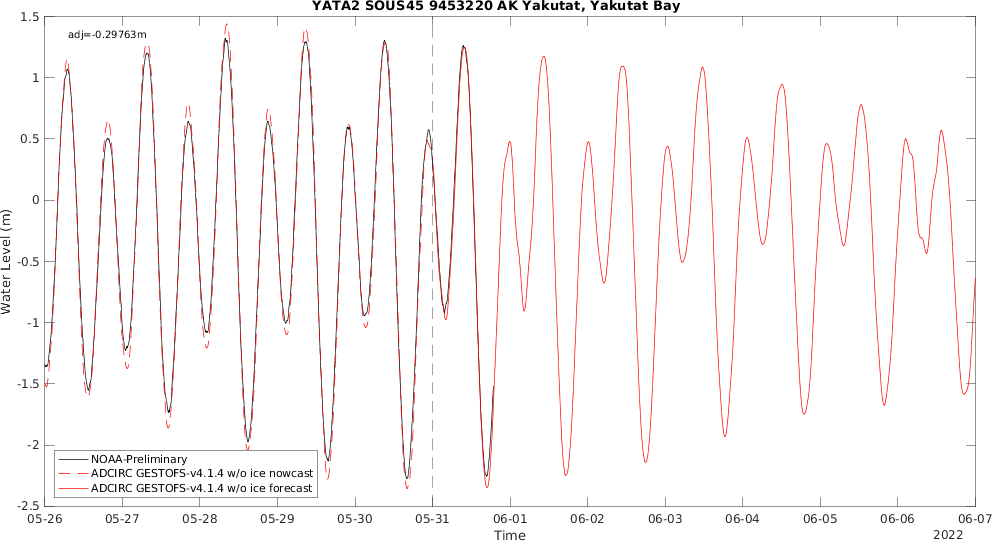 YATA2 SOUS45 9453220 AK Yakutat, Yakutat Bay
adj=-0.29763m
1.5
1
0.5
0
-0.5
-1
-1.5
-2
-2.5
Water Level (m)
NOAA-Preliminary
ADCIRC GESTOFS-v4.1.4 w/o ice nowcast
ADCIRC GESTOFS-v4.1.4 w/o ice forecast
05-26 05-27 05-28 05-29 05-30 05-31 06-01 06-02 06-03 06-04 06-05 06-06 06-07
Time
2022